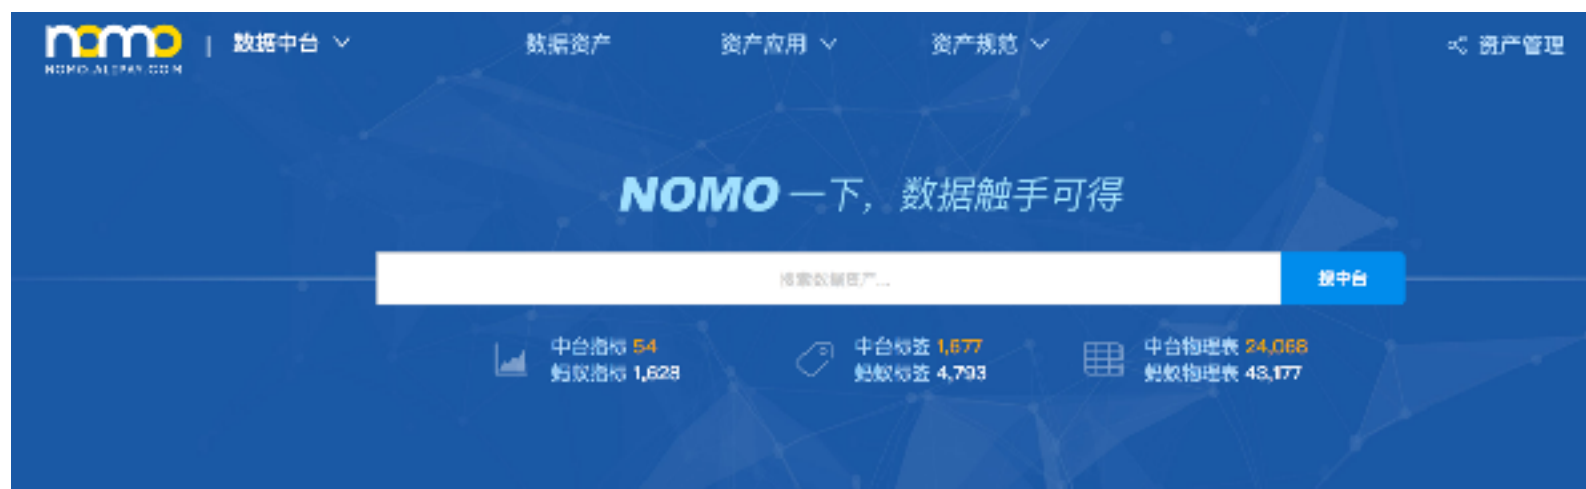 nomo | 数据中台 数据资产 资产应用 资产规范 资产管理
NOMO.ALIPAY.COM
NOMO 一下，数据触手可得
搜索数据资产... 搜中台
中台指标 54 中台标签 1,677 中台物理表 24,068
蚂蚁指标 1,628 蚂蚁标签 4,793 蚂蚁物理表 43,177